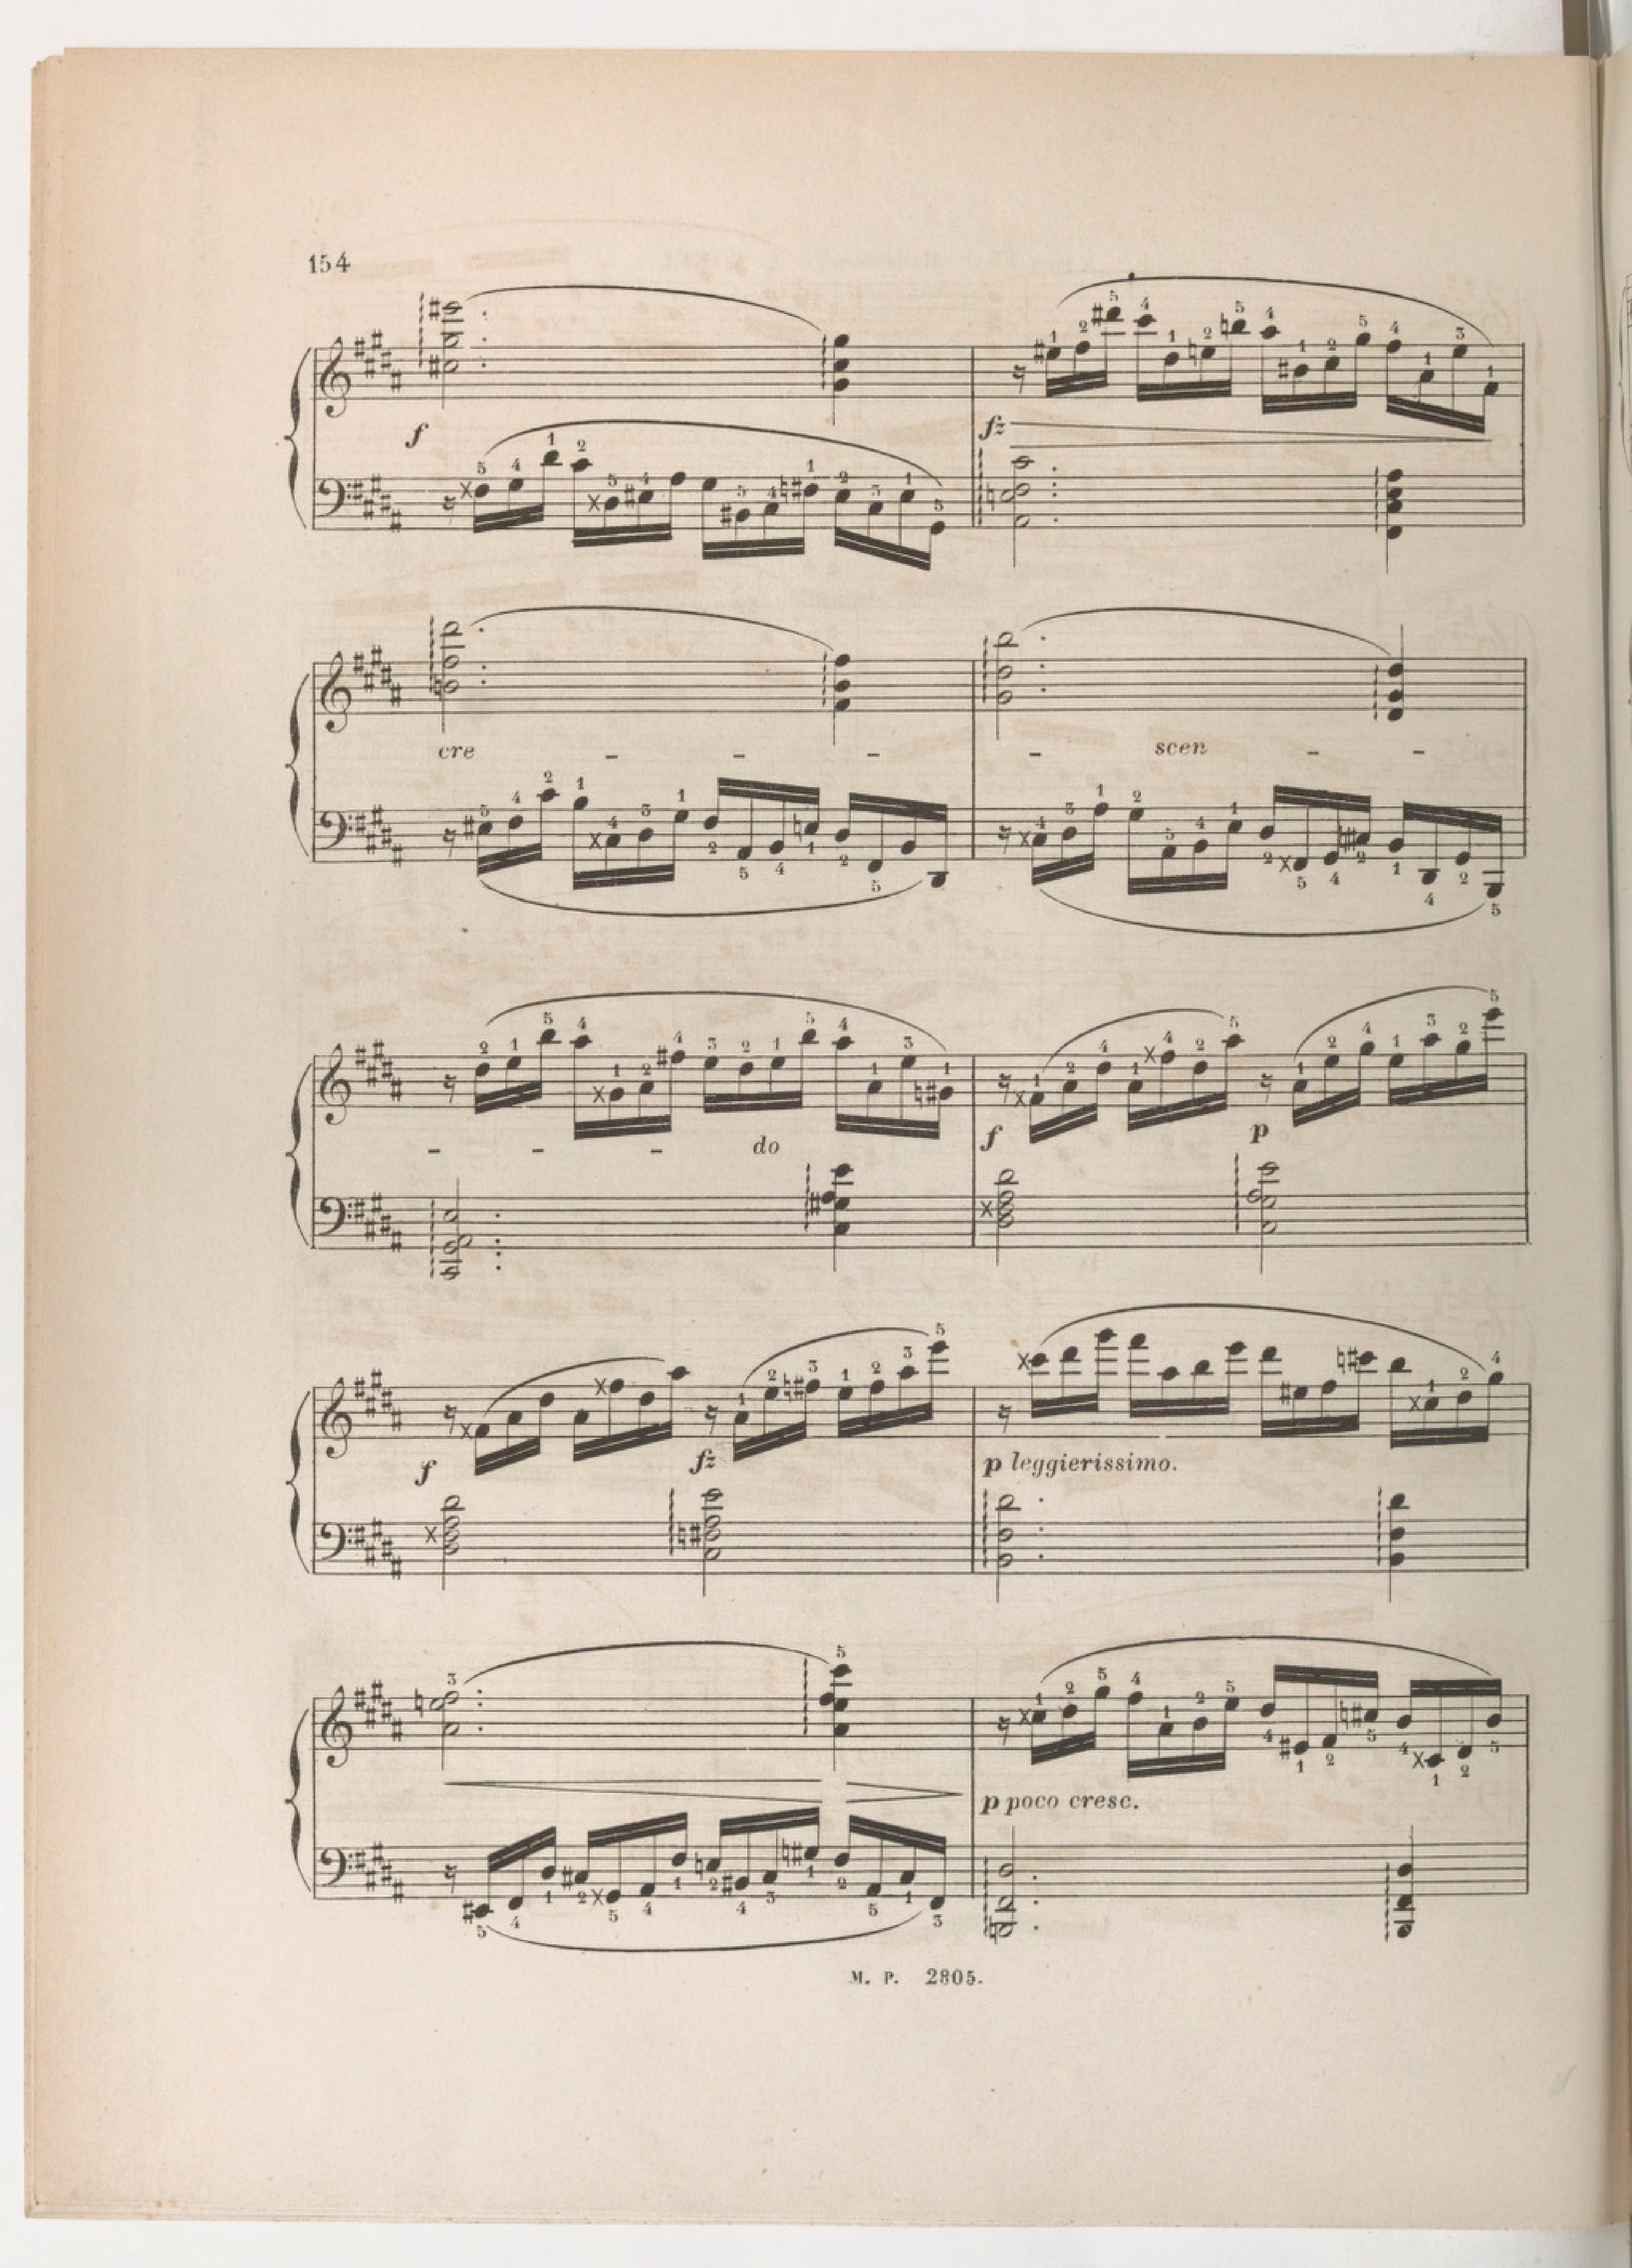 154
f
fz
cre - - - - scen - -
- - - do
f
p
f
fz
p leggierissimo.
p poco cresc.
M. P. 2805.